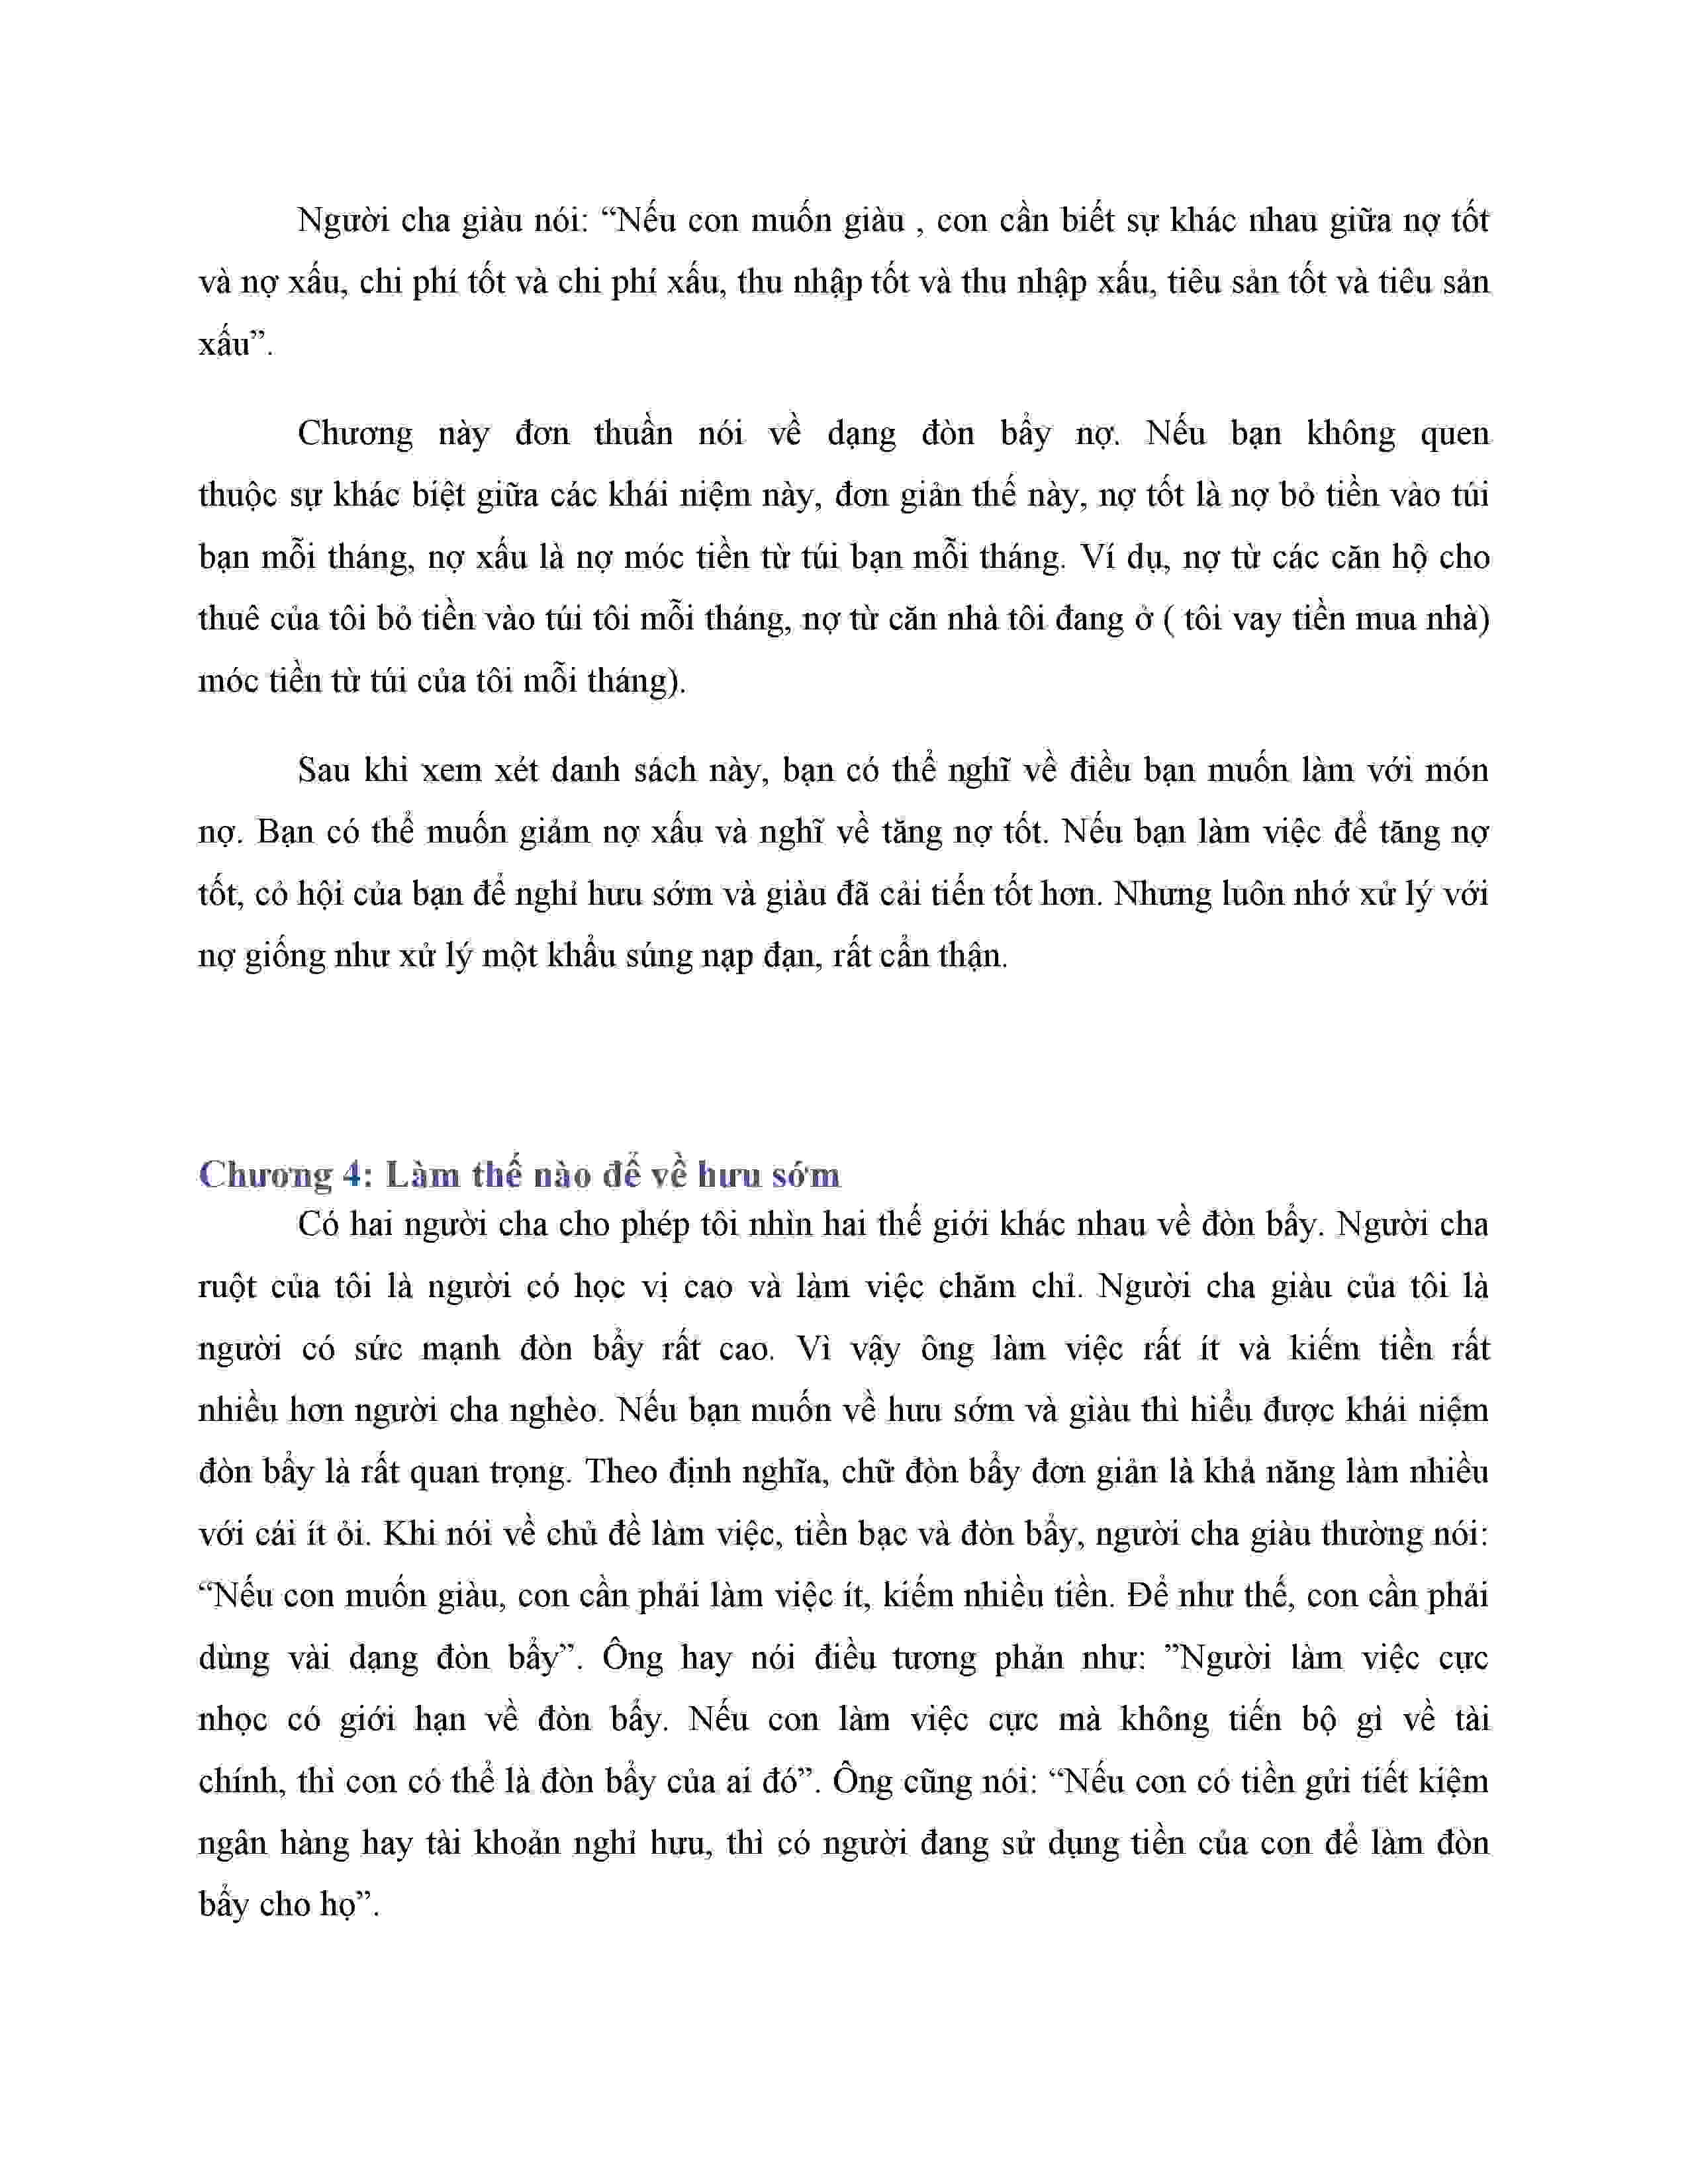 Người cha giàu nói: “Nếu con muốn giàu , con cần biết sự khác nhau giữa nợ tốt
và nợ xấu, chi phí tốt và chi phí xấu, thu nhập tốt và thu nhập xấu, tiêu sản tốt và tiêu sản
xấu”.
Chương này đơn thuần nói về dạng đòn bẩy nợ. Nếu bạn không quen
thuộc sự khác biệt giữa các khái niệm này, đơn giản thế này, nợ tốt là nợ bỏ tiền vào túi
bạn mỗi tháng, nợ xấu là nợ móc tiền từ túi bạn mỗi tháng. Ví dụ, nợ từ các căn hộ cho
thuê của tôi bỏ tiền vào túi tôi mỗi tháng, nợ từ căn nhà tôi đang ở ( tôi vay tiền mua nhà)
móc tiền từ túi của tôi mỗi tháng).
Sau khi xem xét danh sách này, bạn có thể nghĩ về điều bạn muốn làm với món
nợ. Bạn có thể muốn giảm nợ xấu và nghĩ về tăng nợ tốt. Nếu bạn làm việc để tăng nợ
tốt, cỏ hội của bạn để nghỉ hưu sớm và giàu đã cải tiến tốt hơn. Nhưng luôn nhớ xử lý với
nợ giống như xử lý một khẩu súng nạp đạn, rất cẩn thận.
Chương 4: Làm thế nào để về hưu sớm
Có hai người cha cho phép tôi nhìn hai thế giới khác nhau về đòn bẩy. Người cha
ruột của tôi là người có học vị cao và làm việc chăm chỉ. Người cha giàu của tôi là
người có sức mạnh đòn bẩy rất cao. Vì vậy ông làm việc rất ít và kiếm tiền rất
nhiều hơn người cha nghèo. Nếu bạn muốn về hưu sớm và giàu thì hiểu được khái niệm
đòn bẩy là rất quan trọng. Theo định nghĩa, chữ đòn bẩy đơn giản là khả năng làm nhiều
với cái ít ỏi. Khi nói về chủ đề làm việc, tiền bạc và đòn bẩy, người cha giàu thường nói:
“Nếu con muốn giàu, con cần phải làm việc ít, kiếm nhiều tiền. Để như thế, con cần phải
dùng vài dạng đòn bẩy”. Ông hay nói điều tương phản như: ”Người làm việc cực
nhọc có giới hạn về đòn bẩy. Nếu con làm việc cực mà không tiến bộ gì về tài
chính, thì con có thể là đòn bẩy của ai đó”. Ông cũng nói: “Nếu con có tiền gửi tiết kiệm
ngân hàng hay tài khoản nghỉ hưu, thì có người đang sử dụng tiền của con để làm đòn
bẩy cho họ”.